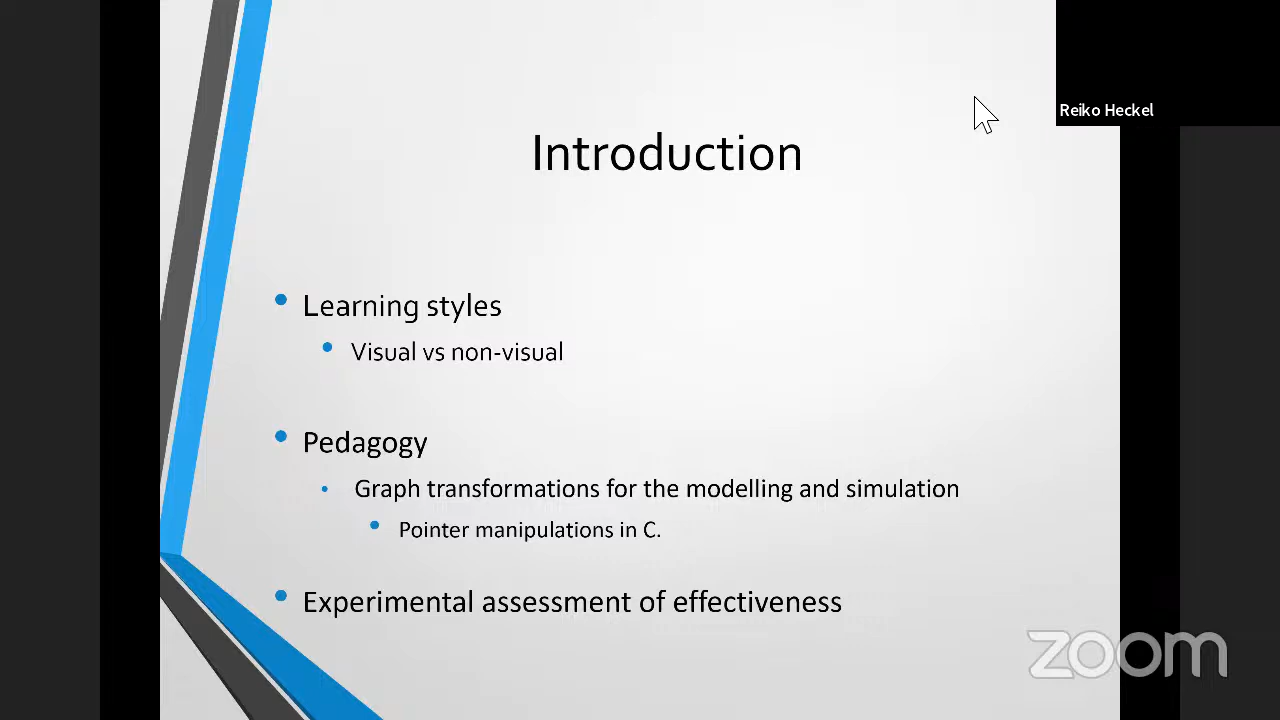 Reiko Heckel
Introduction
Learning styles
Visual vs non-visual
Pedagogy
Graph transformations for the modelling and simulation
Pointer manipulations in C.
Experimental assessment of effectiveness
zoom